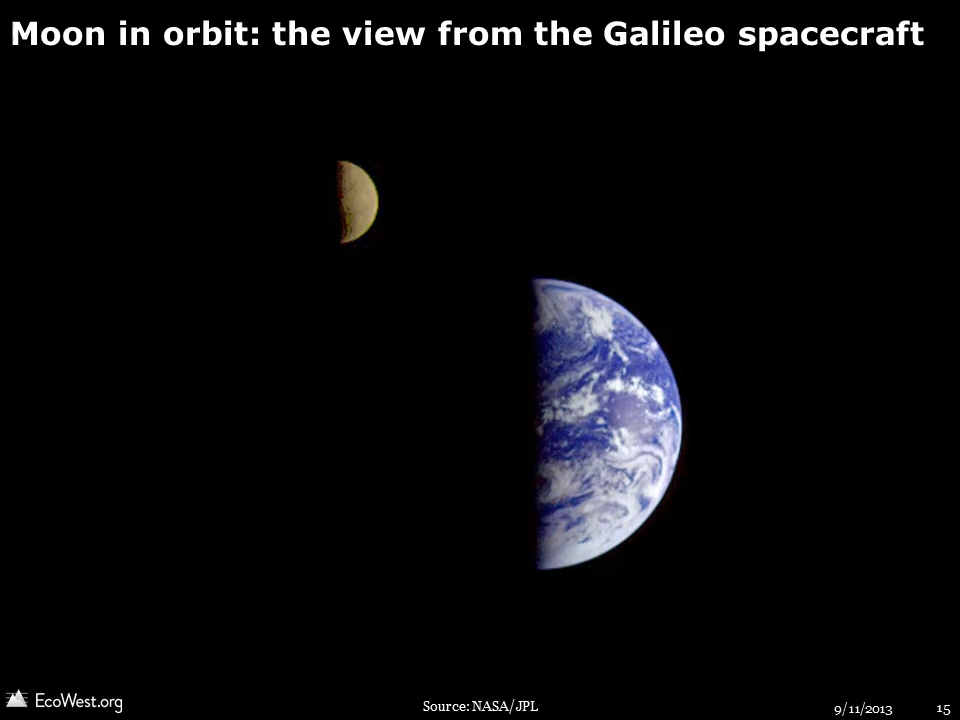 Moon in orbit: the view from the Galileo spacecraft
EcoWest.org
Source: NASA/JPL
9/11/2013
15